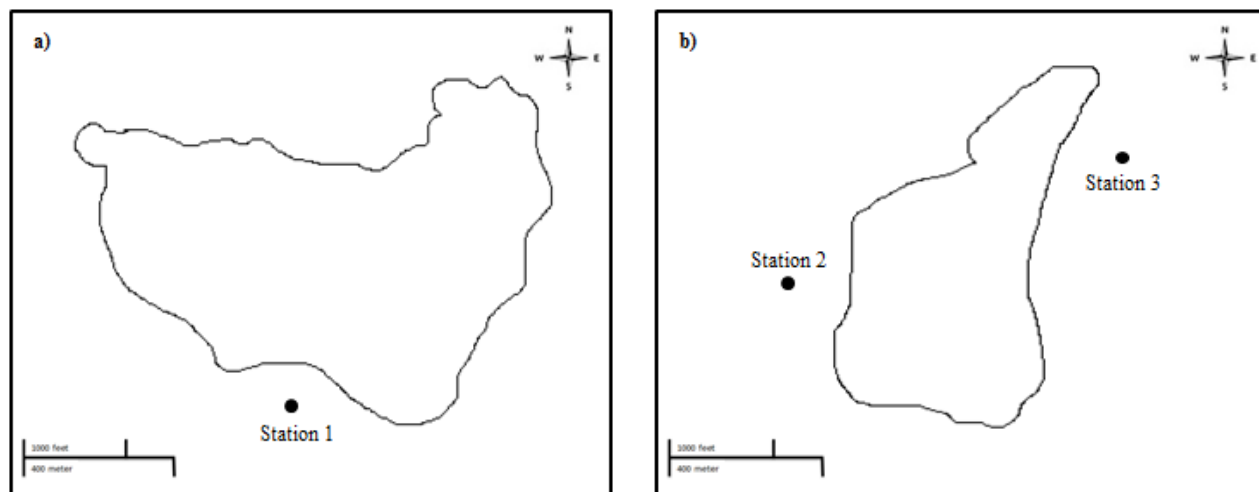 a)
N
W E
S
Station 1
1000 feet
400 meter
b)
N
W E
S
Station 3
Station 2
1000 feet
400 meter